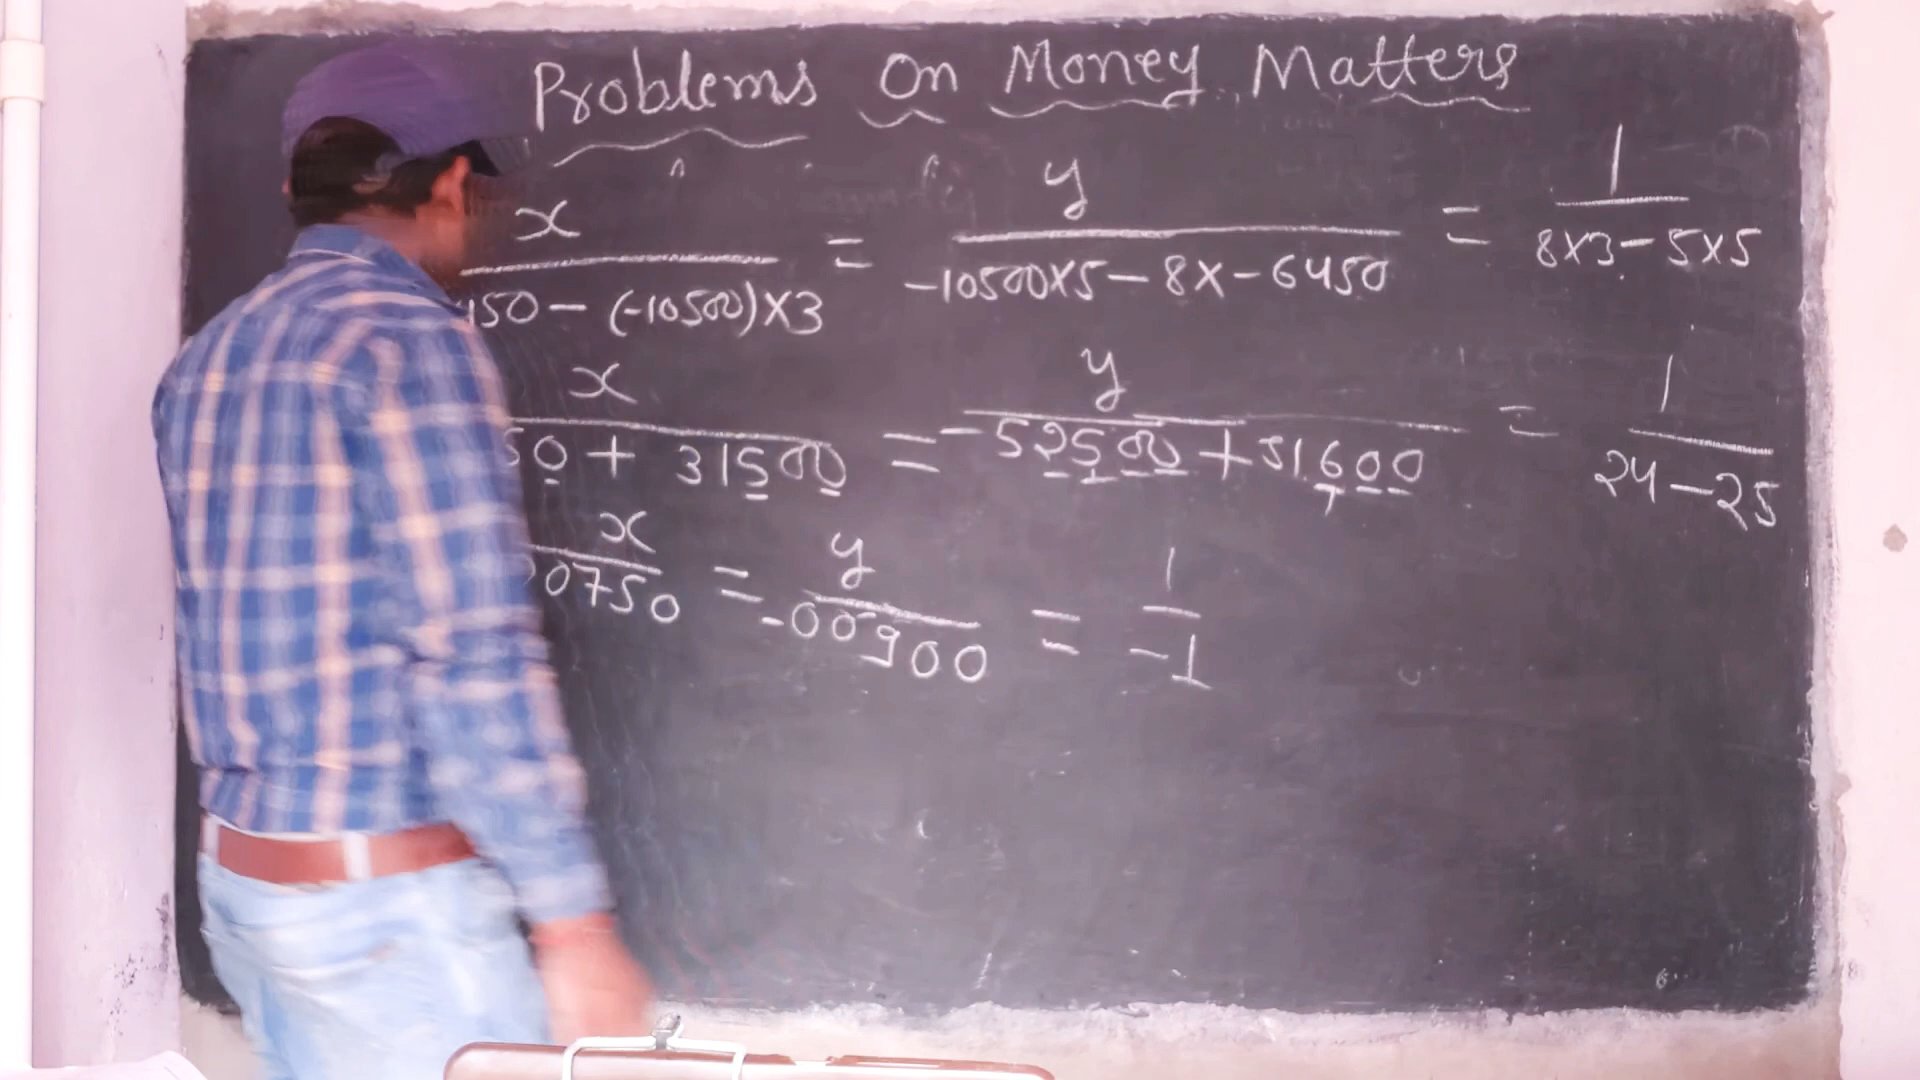 Problems On Money Matters
x / 150 - (-10500)×3 = y / -10500×5 - 8×-6450 = 1 / 8×3 - 5×5
x / 50 + 31500 = y / -52500 + 51600 = 1 / 24 - 25
x / 0750 = y / -00900 = 1 / -1